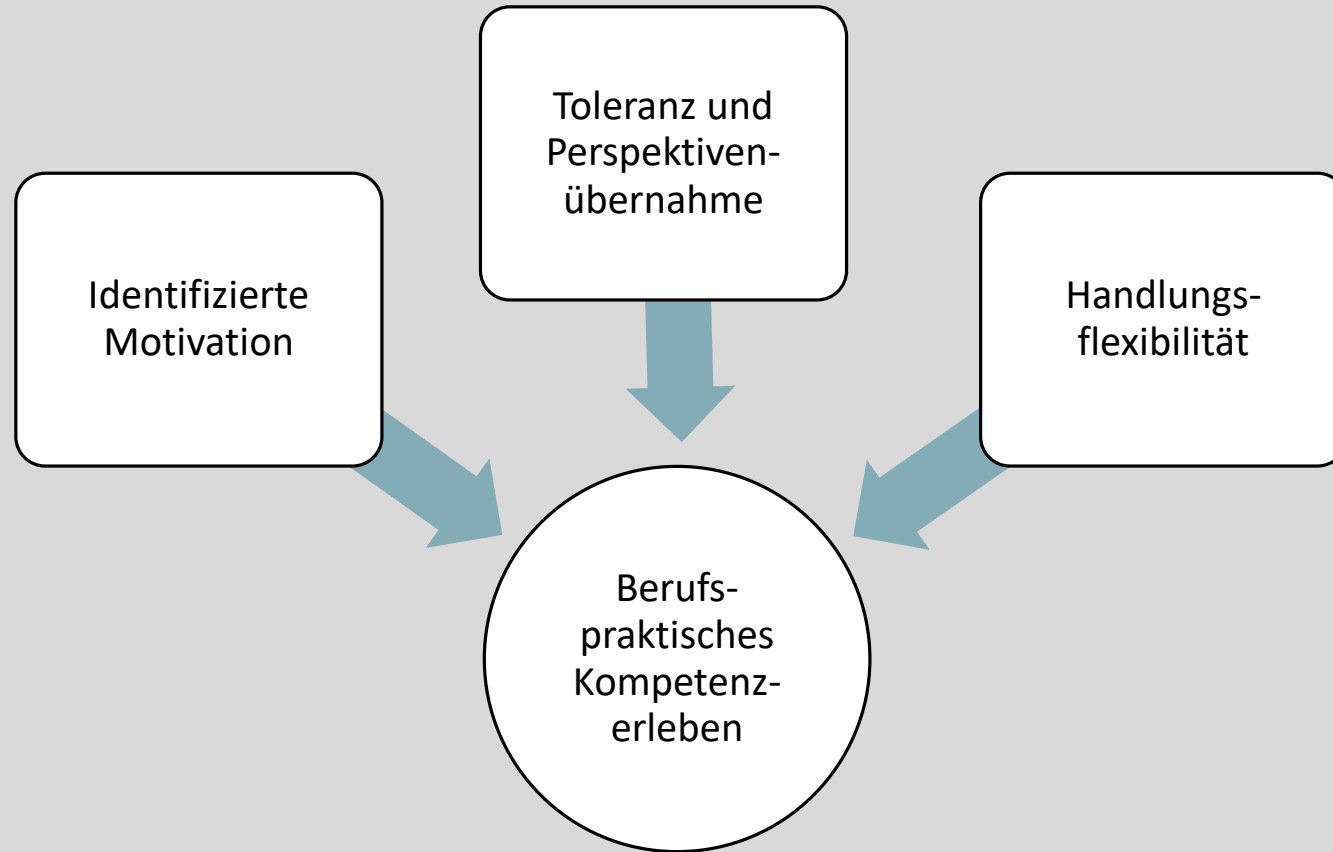 Toleranz und
Perspektiven-
übernahme
Identifizierte
Motivation
Handlungs-
flexibilität
Berufs-
praktisches
Kompetenz-
erleben